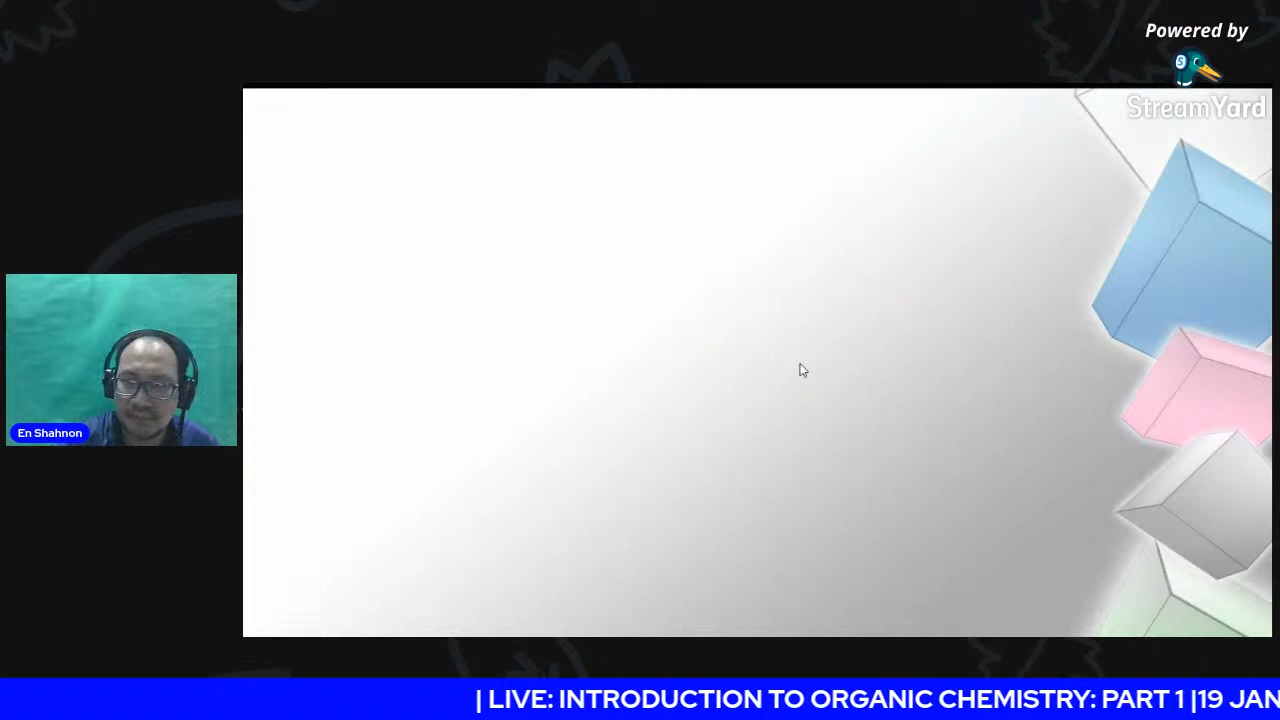 Powered by
S
StreamYard
En Shahnon
| LIVE: INTRODUCTION TO ORGANIC CHEMISTRY: PART 1 |19 JAN